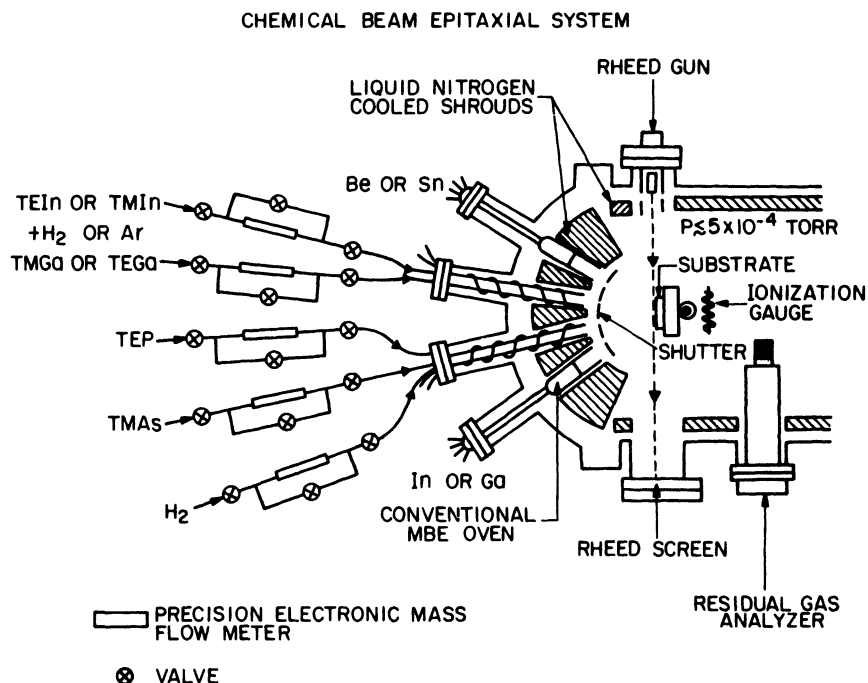 CHEMICAL BEAM EPITAXIAL SYSTEM
RHEED GUN
LIQUID NITROGEN
COOLED SHROUDS
Be OR Sn
TEIn OR TMIn
+H₂ OR Ar
P≲5x10⁻⁴ TORR
TMGa OR TEGa
SUBSTRATE
IONIZATION
GAUGE
TEP
SHUTTER
TMAs
In OR Ga
H₂
CONVENTIONAL
MBE OVEN
RHEED SCREEN
RESIDUAL GAS
ANALYZER
PRECISION ELECTRONIC MASS
FLOW METER
VALVE